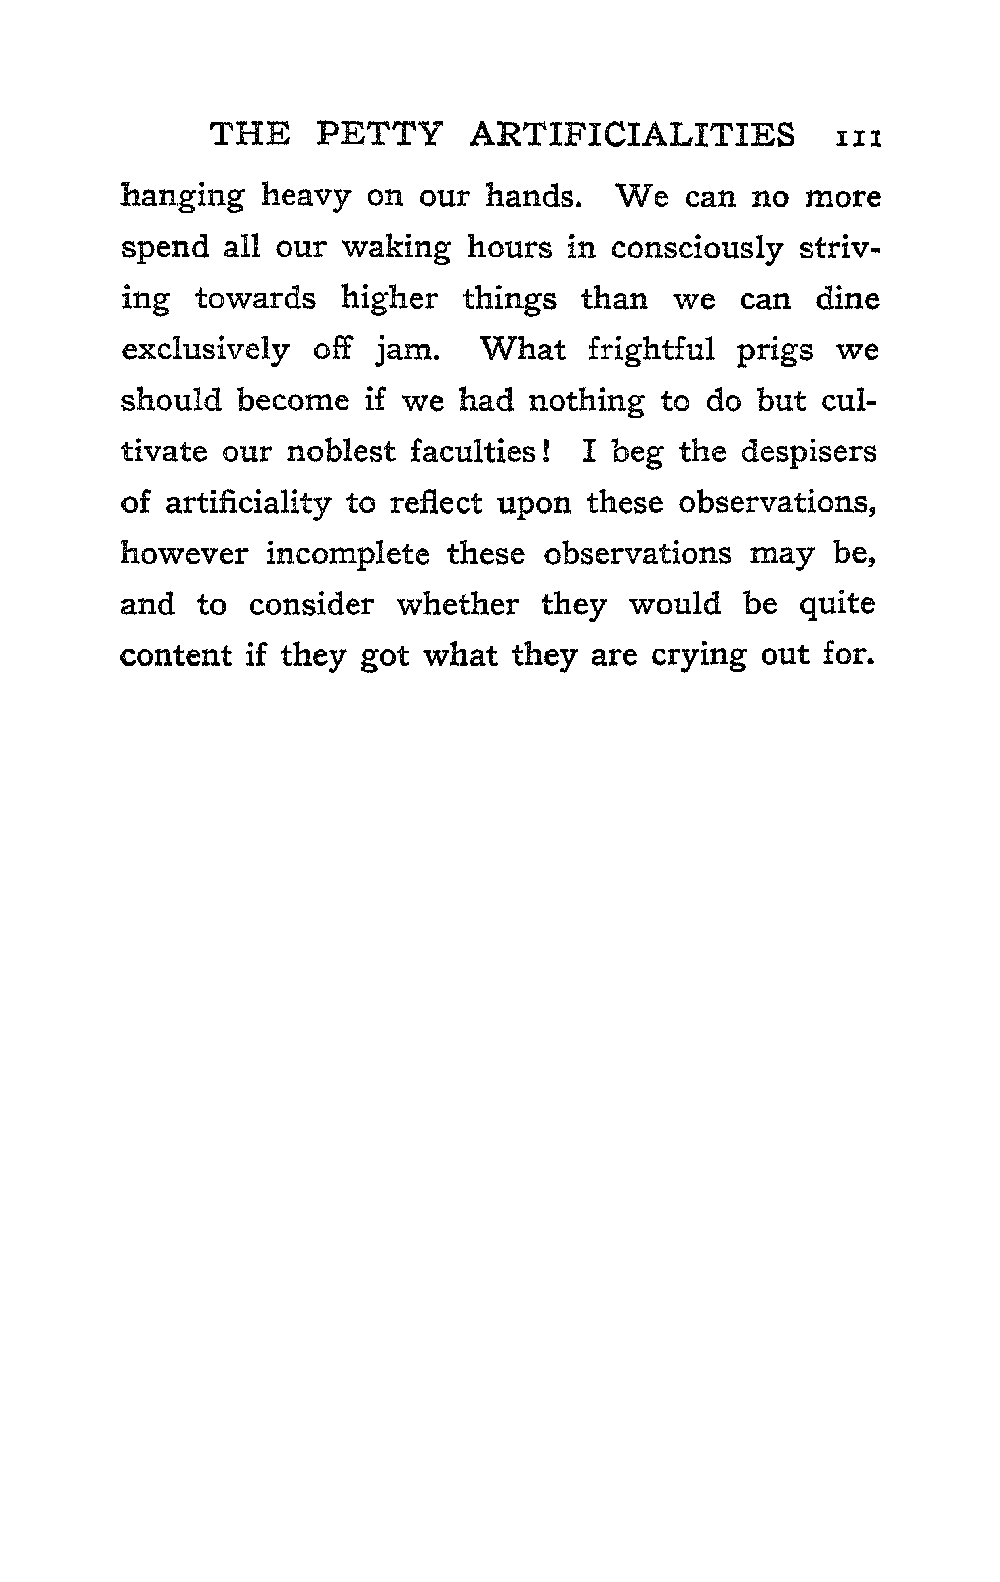 THE PETTY ARTIFICIALITIES 111
hanging heavy on our hands. We can no more
spend all our waking hours in consciously striv-
ing towards higher things than we can dine
exclusively off jam. What frightful prigs we
should become if we had nothing to do but cul-
tivate our noblest faculties! I beg the despisers
of artificiality to reflect upon these observations,
however incomplete these observations may be,
and to consider whether they would be quite
content if they got what they are crying out for.